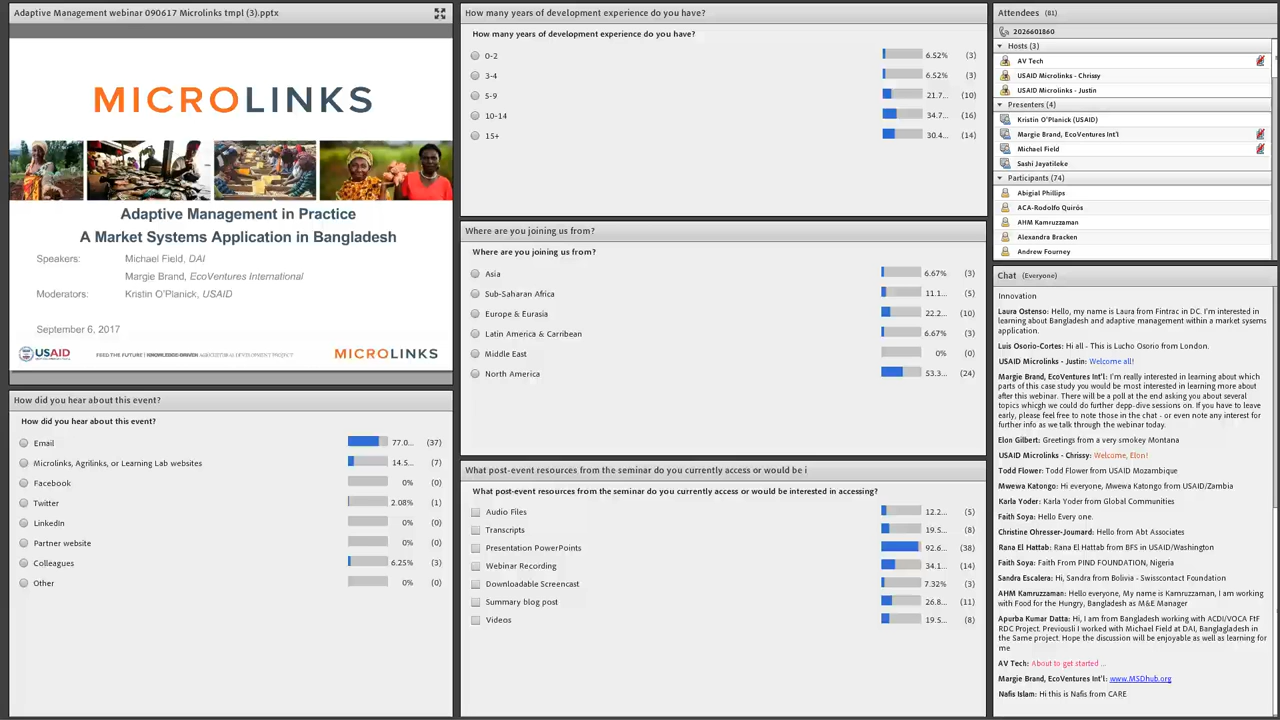 Adaptive Management webinar 090617 Microlinks tmpl (3).pptx
MICROLINKS
Adaptive Management in Practice
A Market Systems Application in Bangladesh
Speakers: Michael Field, DAI
Margie Brand, EcoVentures International
Moderators: Kristin O'Planick, USAID
September 6, 2017
USAID
FEED THE FUTURE | KNOWLEDGE-DRIVEN AGRICULTURAL DEVELOPMENT PROJECT
MICROLINKS
How did you hear about this event?
How did you hear about this event?
Email 77.0... (37)
Microlinks, Agrilinks, or Learning Lab websites 14.5... (7)
Facebook 0% (0)
Twitter 2.08% (1)
LinkedIn 0% (0)
Partner website 0% (0)
Colleagues 6.25% (3)
Other 0% (0)
How many years of development experience do you have?
How many years of development experience do you have?
0-2 6.52% (3)
3-4 6.52% (3)
5-9 21.7... (10)
10-14 34.7... (16)
15+ 30.4... (14)
Where are you joining us from?
Where are you joining us from?
Asia 6.67% (3)
Sub-Saharan Africa 11.1... (5)
Europe & Eurasia 22.2... (10)
Latin America & Carribean 6.67% (3)
Middle East 0% (0)
North America 53.3... (24)
What post-event resources from the seminar do you currently access or would be i
What post-event resources from the seminar do you currently access or would be interested in accessing?
Audio Files 12.2... (5)
Transcripts 19.5... (8)
Presentation PowerPoints 92.6... (38)
Webinar Recording 34.1... (14)
Downloadable Screencast 7.32% (3)
Summary blog post 26.8... (11)
Videos 19.5... (8)
Attendees (81)
2026601860
Hosts (3)
AV Tech
USAID Microlinks - Chrissy
USAID Microlinks - Justin
Presenters (4)
Kristin O'Planick (USAID)
Margie Brand, EcoVentures Int'l
Michael Field
Sashi Jayatileke
Participants (74)
Abigial Phillips
ACA-Rodolfo Quirós
AHM Kamruzzaman
Alexandra Bracken
Andrew Fourney
Chat (Everyone)
Innovation
Laura Ostenso: Hello, my name is Laura from Fintrac in DC. I'm interested in
learning about Bangladesh and adaptive management within a market sysems
application.
Luis Osorio-Cortes: Hi all - This is Lucho Osorio from London.
USAID Microlinks - Justin: Welcome all!
Margie Brand, EcoVentures Int'l: I'm really interested in learning about which
parts of this case study you would be most interested in learning more about
after this webinar. There will be a poll at the end asking you about several
topics whicgh we could do further depp-dive sessions on. If you have to leave
early, please feel free to note those in the chat - or even note any interest for
further info as we talk through the webinar today.
Elon Gilbert: Greetings from a very smokey Montana
USAID Microlinks - Chrissy: Welcome, Elon!
Todd Flower: Todd Flower from USAID Mozambique
Mwewa Katongo: Hi everyone, Mwewa Katongo from USAID/Zambia
Karla Yoder: Karla Yoder from Global Communities
Faith Soya: Hello Every one.
Christine Ohresser-Joumard: Hello from Abt Associates
Rana El Hattab: Rana El Hattab from BFS in USAID/Washington
Faith Soya: Faith From PIND FOUNDATION, Nigeria
Sandra Escalera: Hi, Sandra from Bolivia - Swisscontact Foundation
AHM Kamruzzaman: Hello everyone, My name is Kamruzzaman, I am working
with Food for the Hungry, Bangladesh as M&E Manager
Apurba Kumar Datta: Hi, I am from Bangladesh working with ACDI/VOCA FtF
RDC Project. Previousli I worked with Michael Field at DAI, Banglagladesh in
the Same project. Hope the discussion will be enjoyable as well as learning for
me
AV Tech: About to get started ...
Margie Brand, EcoVentures Int'l: www.MSDhub.org
Nafis Islam: Hi this is Nafis from CARE